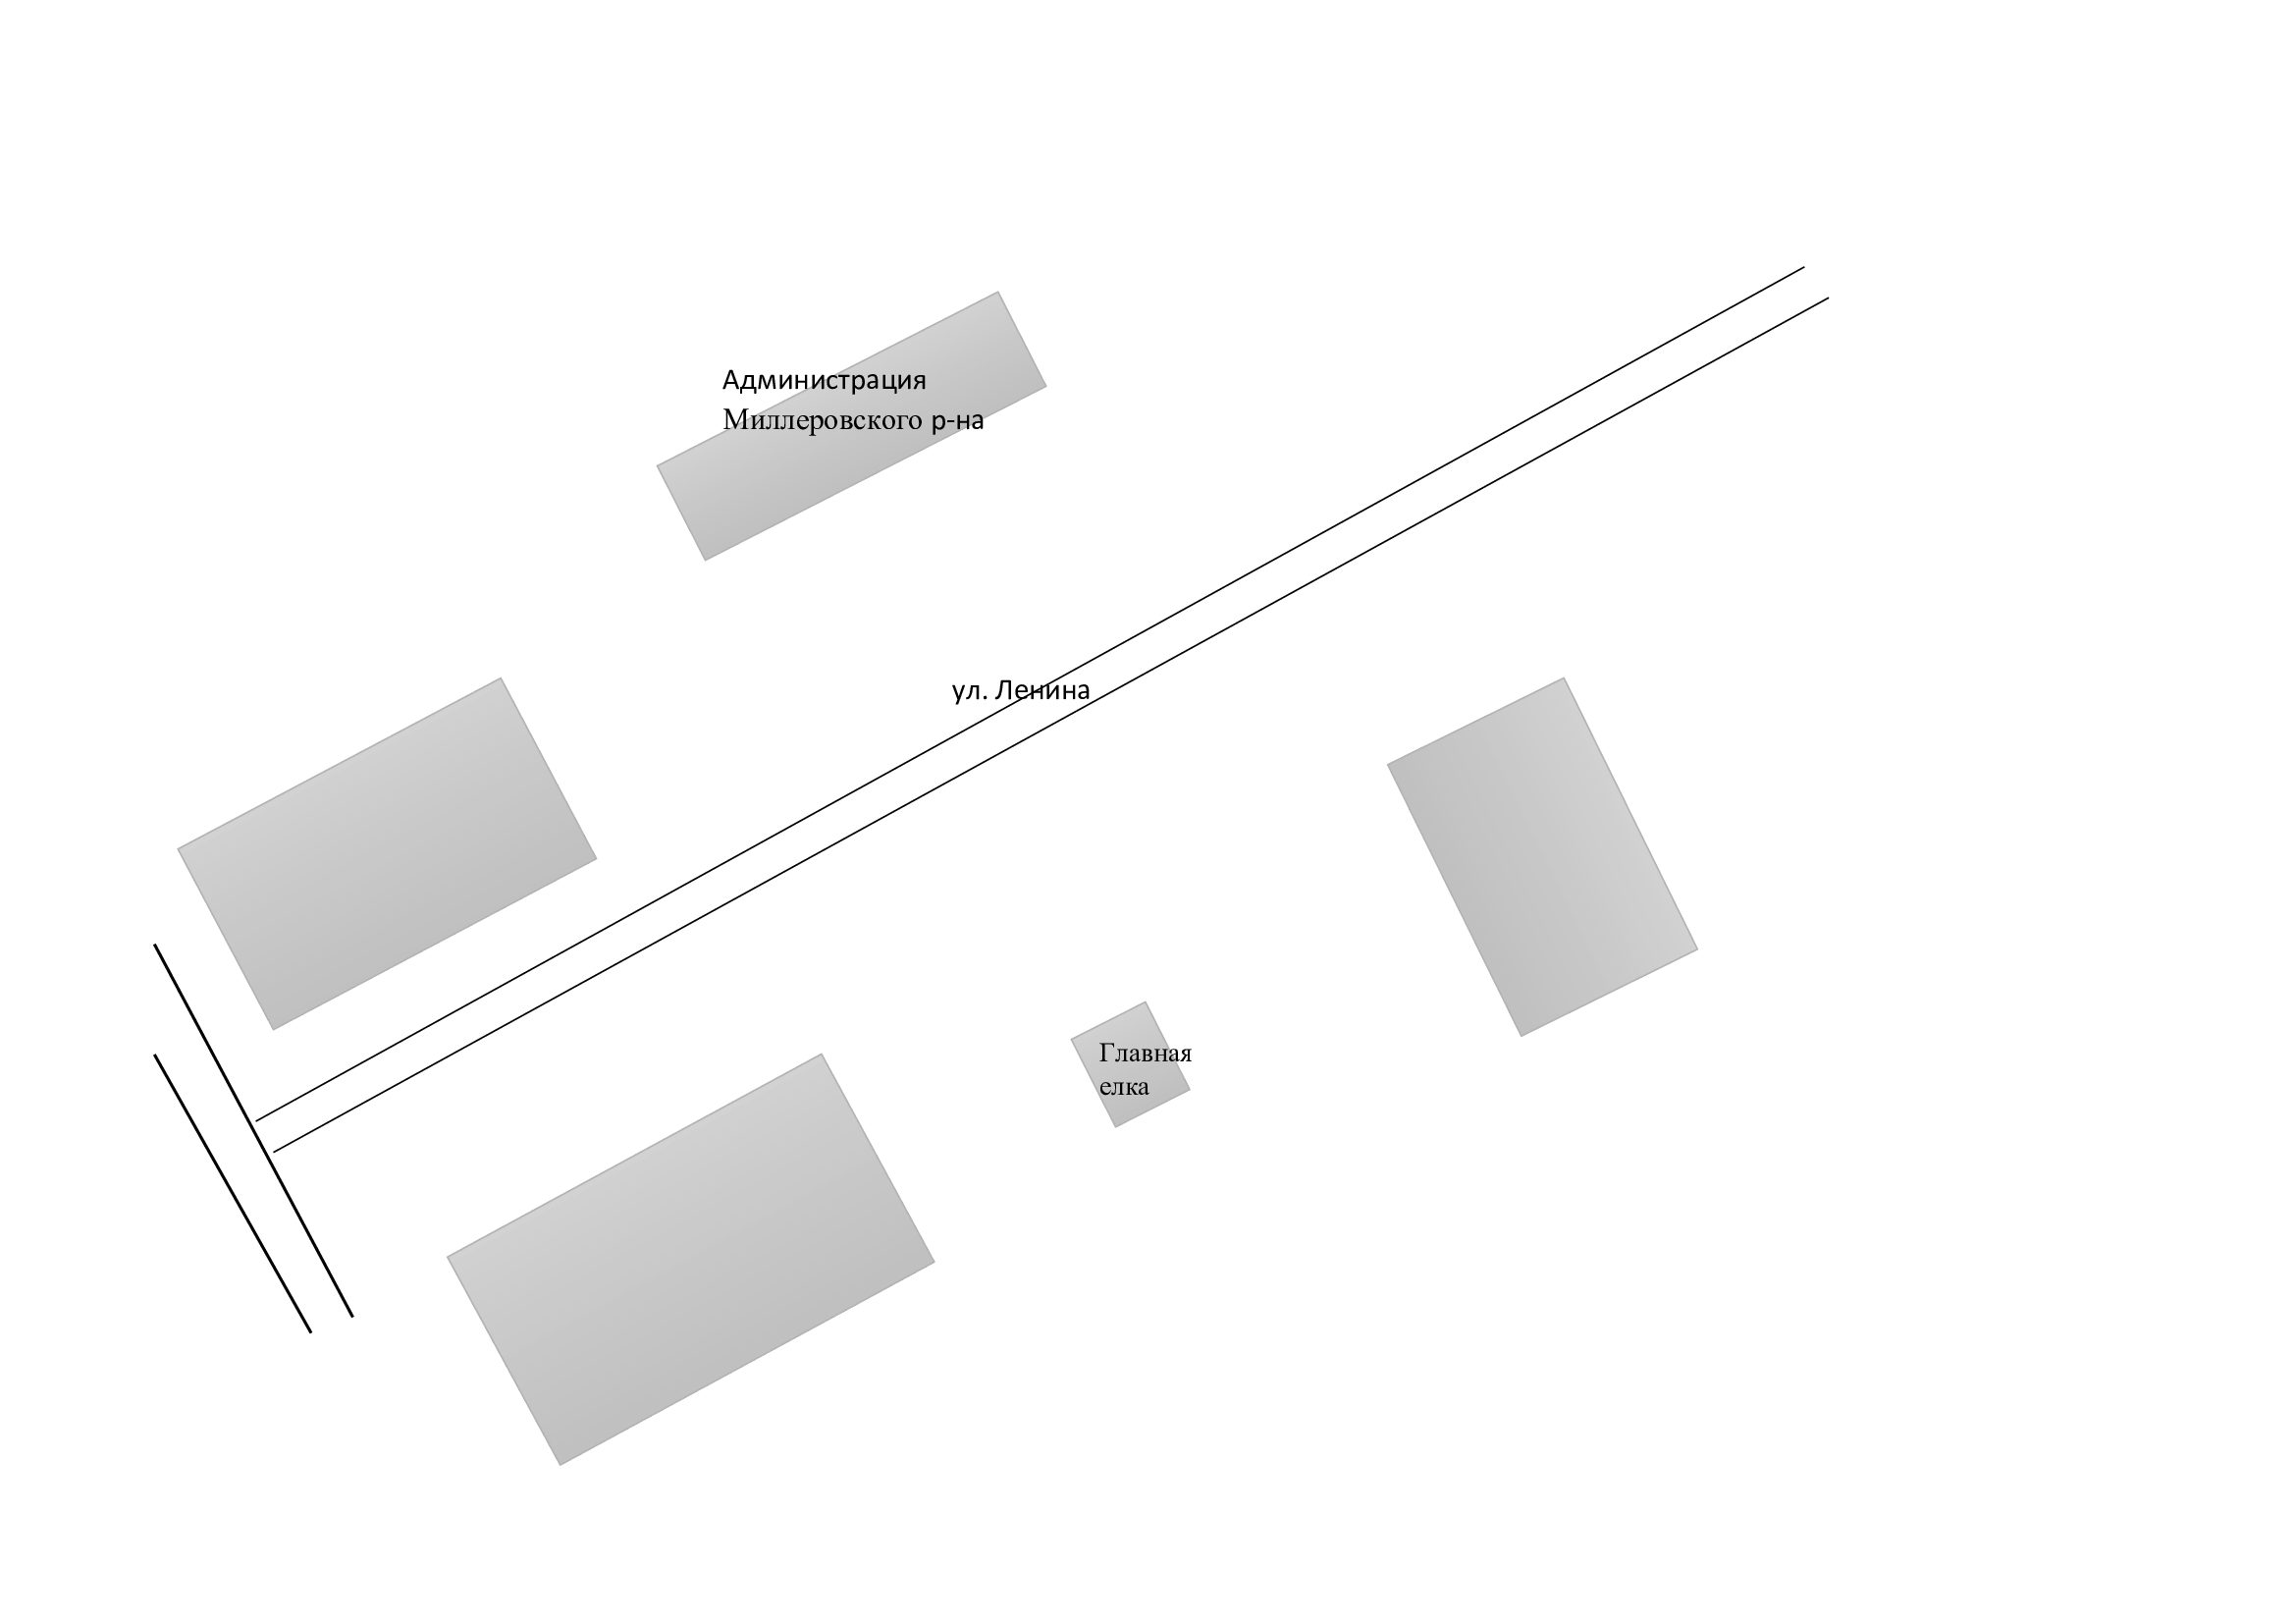 Администрация
Миллеровского р-на
ул. Ленина
Главная
елка